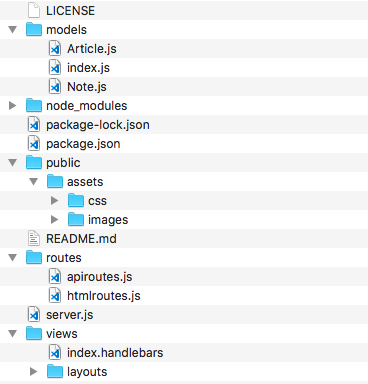 LICENSE
models
Article.js
index.js
Note.js
node_modules
package-lock.json
package.json
public
assets
css
images
README.md
routes
apiroutes.js
htmlroutes.js
server.js
views
index.handlebars
layouts